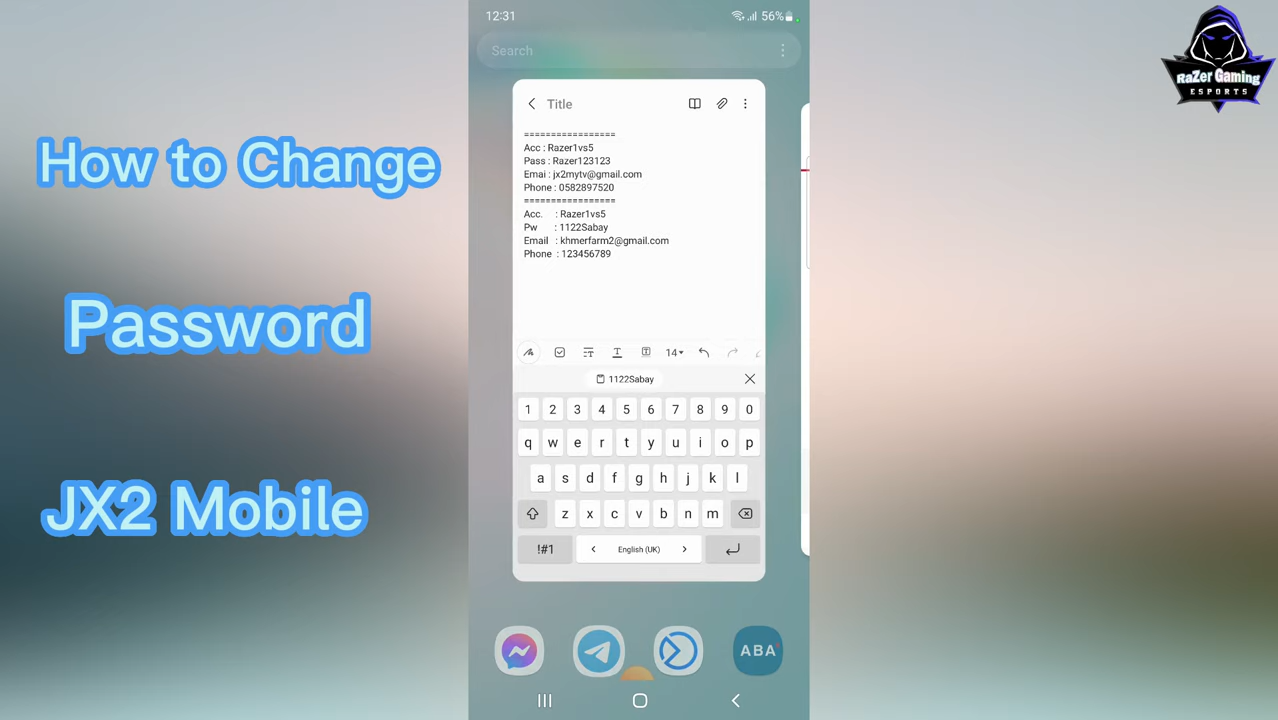 How to Change
Password
JX2 Mobile
12:31
56%
Search
Title
=================
Acc : Razer1vs5
Pass : Razer123123
Emai : jx2mytv@gmail.com
Phone : 0582897520
=================
Acc. : Razer1vs5
Pw : 1122Sabay
Email : khmerfarm2@gmail.com
Phone : 123456789
14
1122Sabay
1 2 3 4 5 6 7 8 9 0
q w e r t y u i o p
a s d f g h j k l
z x c v b n m
!#1 English (UK)
ABA
RaZer Gaming
ESPORTS